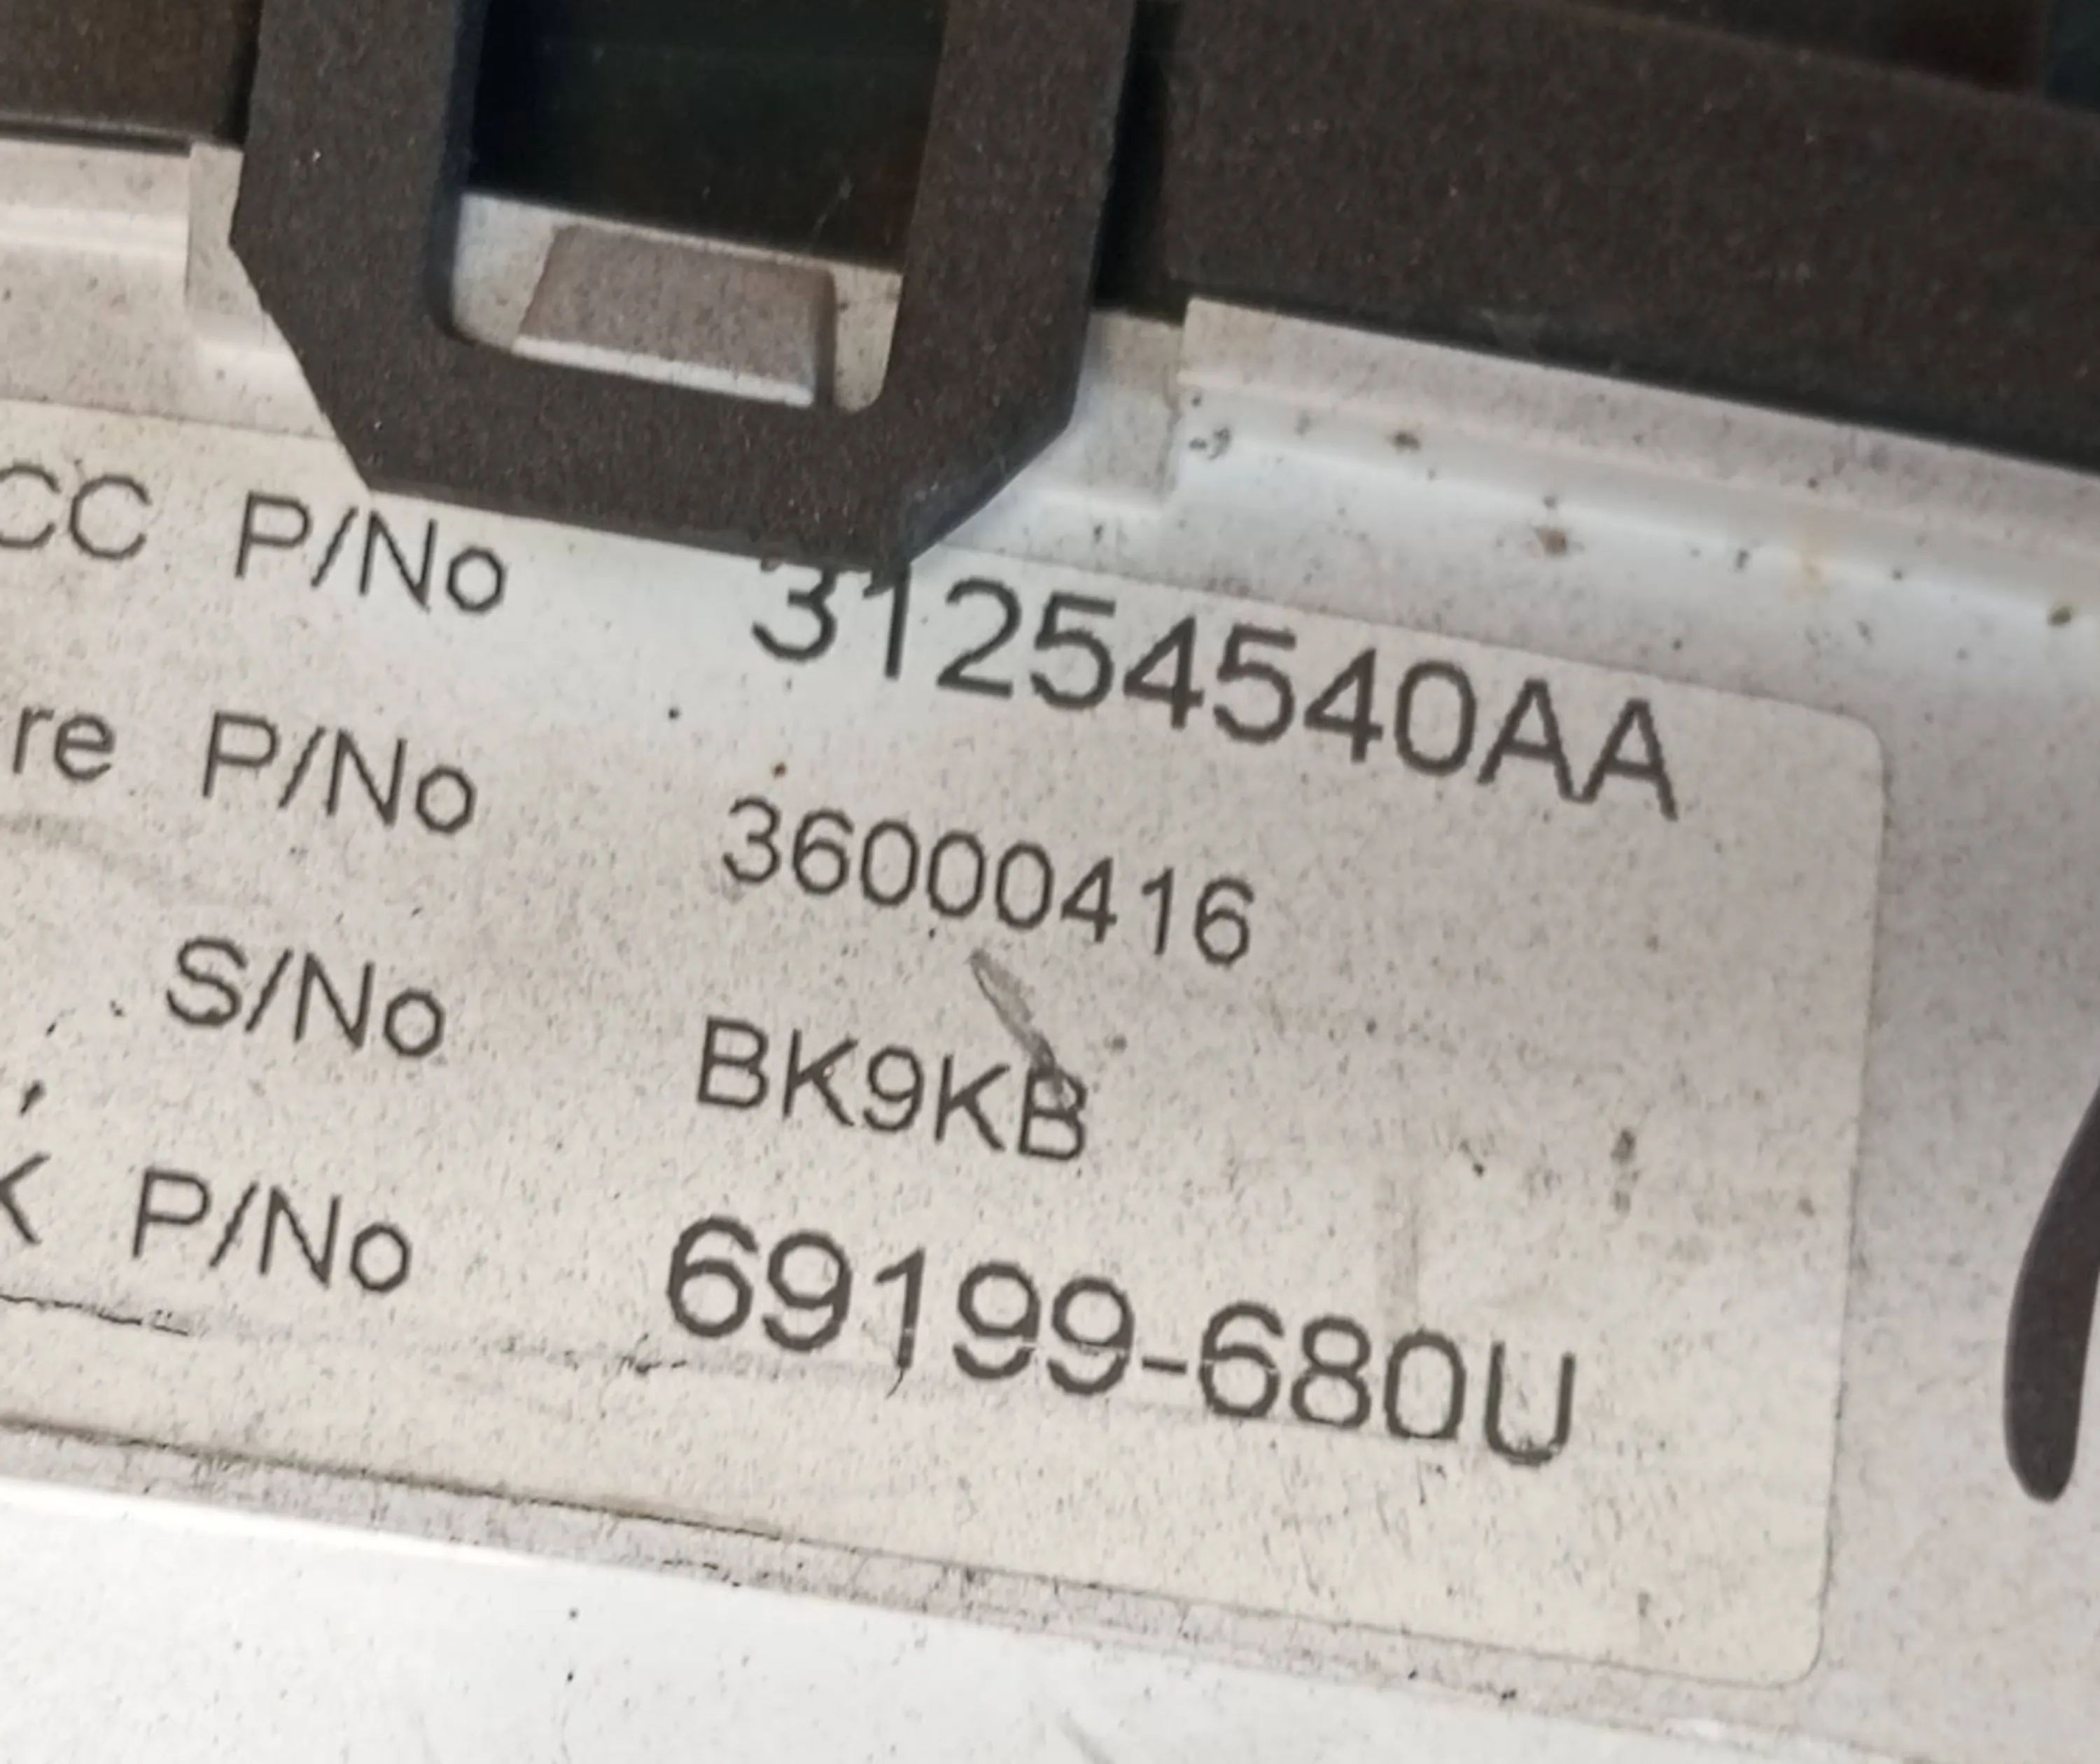 CC P/No 31254540AA
re P/No 36000416
S/No BK9KB
K P/No 69199-680U